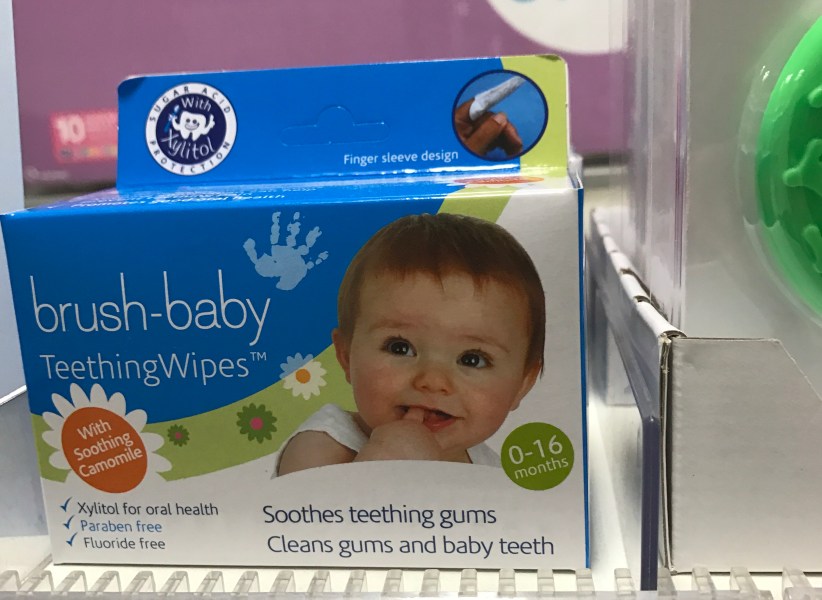 SUGAR ACID
With
Xylitol
PROTECTION
Finger sleeve design
10
brush-baby
TeethingWipes™
With
Soothing
Camomile
0-16
months
✓ Xylitol for oral health
✓ Paraben free
✓ Fluoride free
Soothes teething gums
Cleans gums and baby teeth